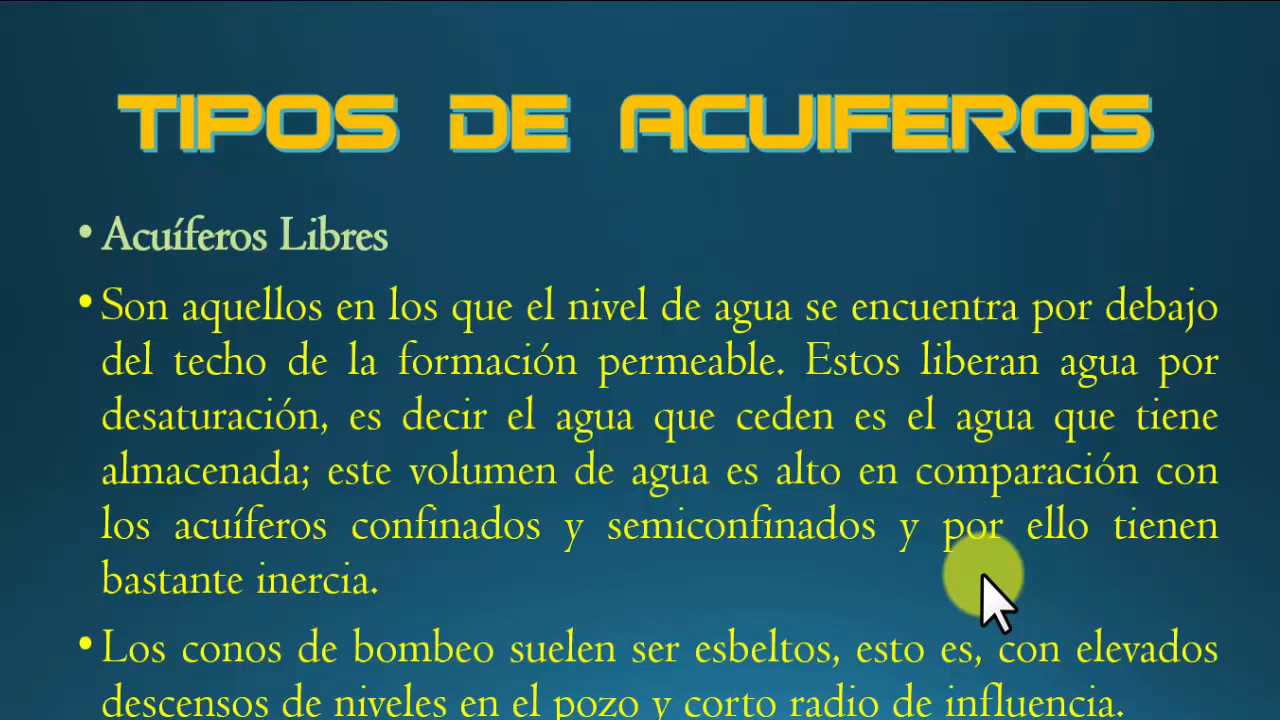 TIPOS DE ACUIFEROS
• Acuíferos Libres
• Son aquellos en los que el nivel de agua se encuentra por debajo
del techo de la formación permeable. Estos liberan agua por
desaturación, es decir el agua que ceden es el agua que tiene
almacenada; este volumen de agua es alto en comparación con
los acuíferos confinados y semiconfinados y por ello tienen
bastante inercia.
• Los conos de bombeo suelen ser esbeltos, esto es, con elevados
descensos de niveles en el pozo y corto radio de influencia.